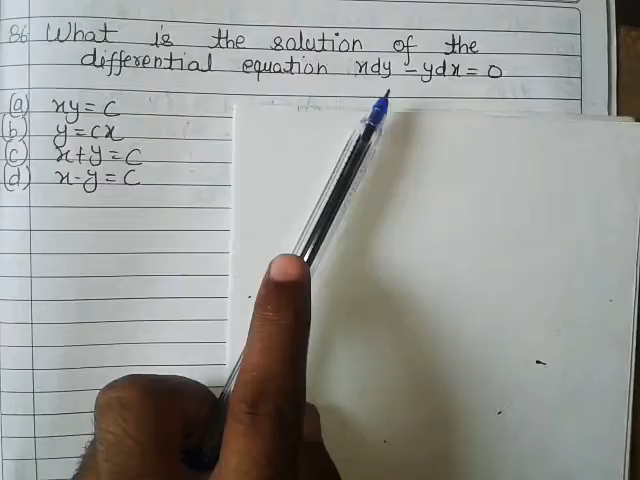 86 What is the solution of the
differential equation xdy - ydx = 0
(a) xy = c
(b) y = cx
(c) x + y = c
(d) x - y = c